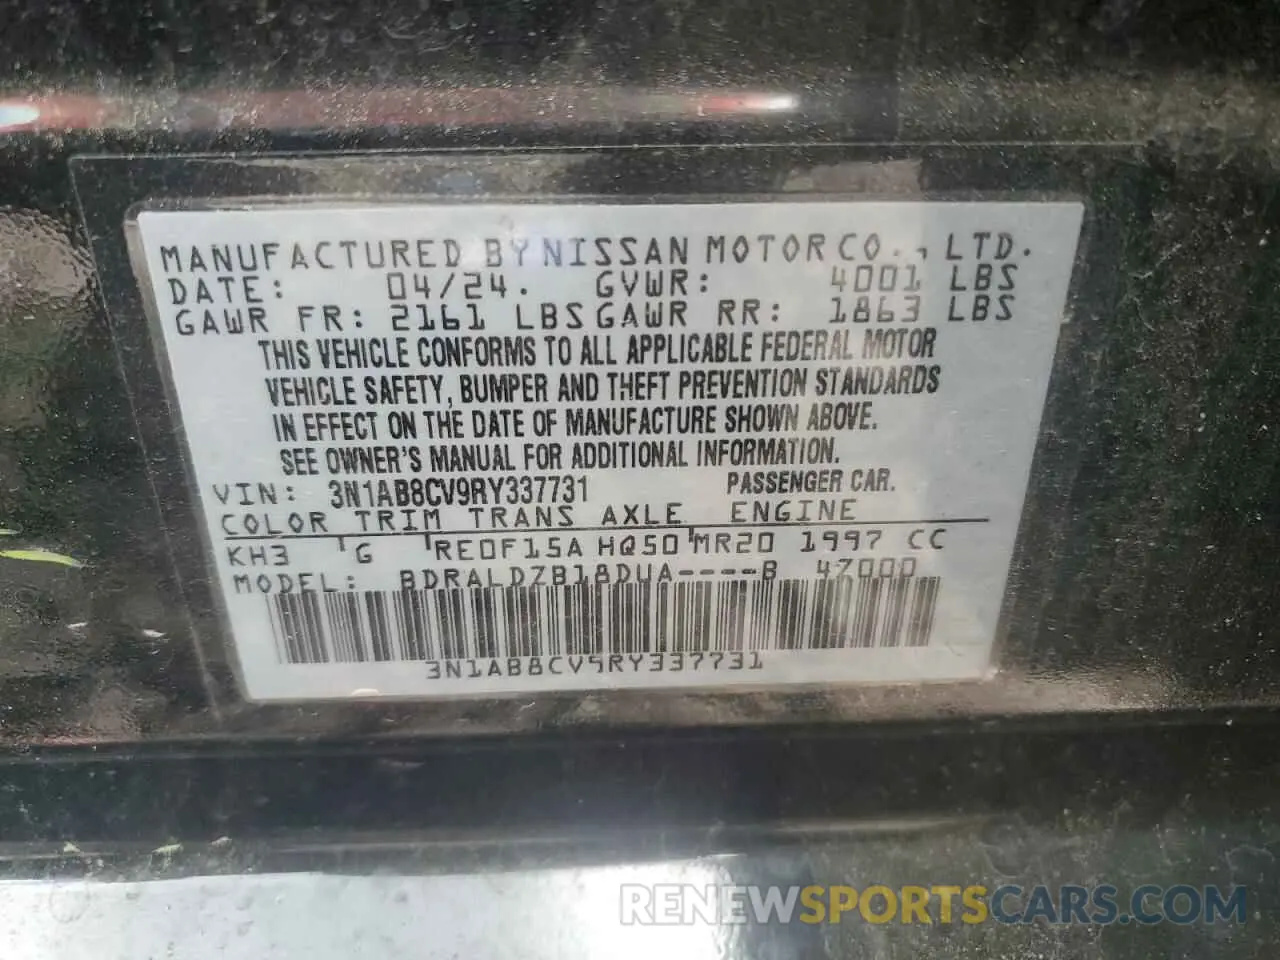 MANUFACTURED BY NISSAN MOTOR CO., LTD.
DATE: 04/24. GVWR: 4001 LBS
GAWR FR: 2161 LBS GAWR RR: 1863 LBS
THIS VEHICLE CONFORMS TO ALL APPLICABLE FEDERAL MOTOR
VEHICLE SAFETY, BUMPER AND THEFT PREVENTION STANDARDS
IN EFFECT ON THE DATE OF MANUFACTURE SHOWN ABOVE.
SEE OWNER'S MANUAL FOR ADDITIONAL INFORMATION.
VIN: 3N1AB8CV9RY337731 PASSENGER CAR.
COLOR TRIM TRANS AXLE ENGINE
KH3 G RE0F15A HQ50 MR20 1997 CC
MODEL: BDRALDZB18DUA----B 47000
3N1AB8CV9RY337731
RENEWSPORTSCARS.COM